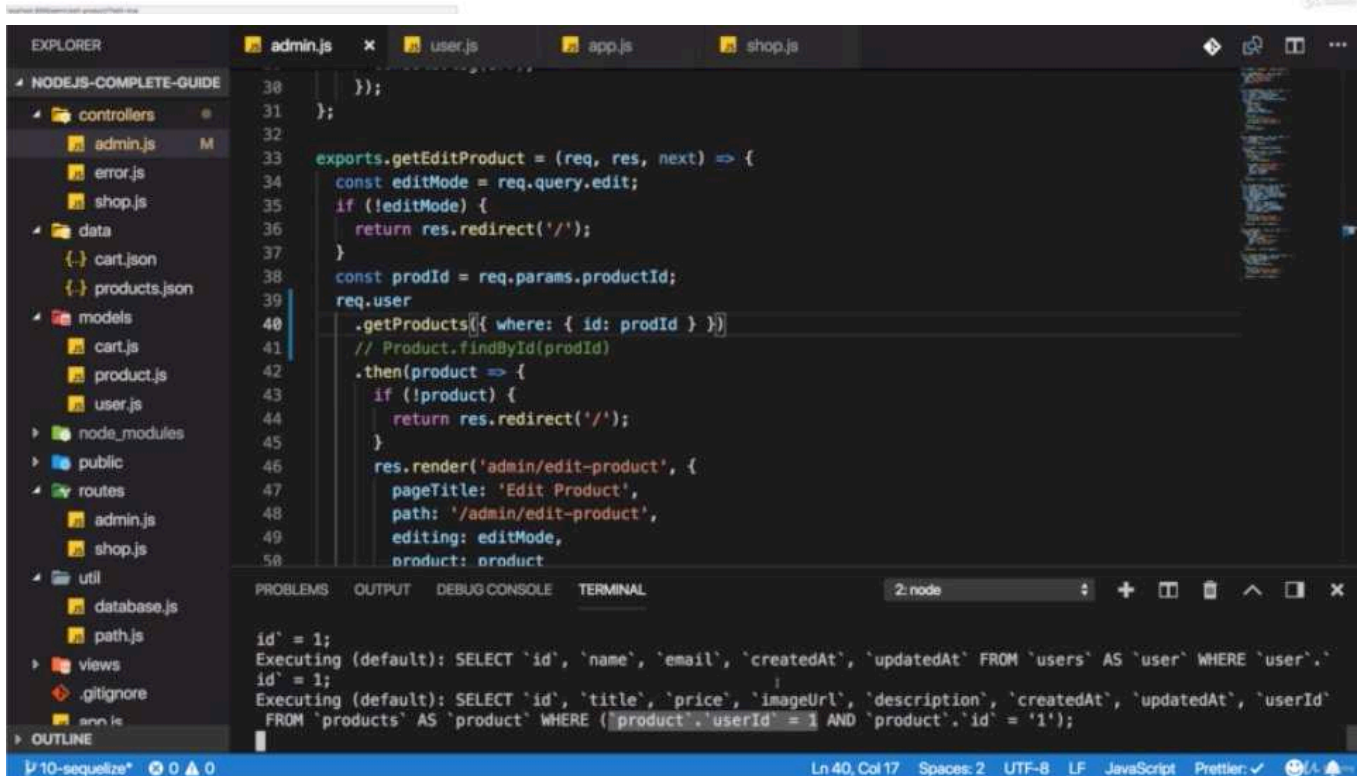 EXPLORER
admin.js × user.js app.js shop.js
NODEJS-COMPLETE-GUIDE
controllers
admin.js M
error.js
shop.js
data
{..} cart.json
{..} products.json
models
cart.js
product.js
user.js
node_modules
public
routes
admin.js
shop.js
util
database.js
path.js
views
.gitignore
app.js
OUTLINE
30 });
31 };
32
33 exports.getEditProduct = (req, res, next) => {
34 const editMode = req.query.edit;
35 if (!editMode) {
36 return res.redirect('/');
37 }
38 const prodId = req.params.productId;
39 req.user
40 .getProducts({ where: { id: prodId } })
41 // Product.findById(prodId)
42 .then(product => {
43 if (!product) {
44 return res.redirect('/');
45 }
46 res.render('admin/edit-product', {
47 pageTitle: 'Edit Product',
48 path: '/admin/edit-product',
49 editing: editMode,
50 product: product
PROBLEMS OUTPUT DEBUG CONSOLE TERMINAL 2: node
id` = 1;
Executing (default): SELECT `id`, `name`, `email`, `createdAt`, `updatedAt` FROM `users` AS `user` WHERE `user`.`
id` = 1;
Executing (default): SELECT `id`, `title`, `price`, `imageUrl`, `description`, `createdAt`, `updatedAt`, `userId`
FROM `products` AS `product` WHERE (`product`.`userId` = 1 AND `product`.`id` = '1');
10-sequelize* 0 0 Ln 40, Col 17 Spaces: 2 UTF-8 LF JavaScript Prettier: ✓